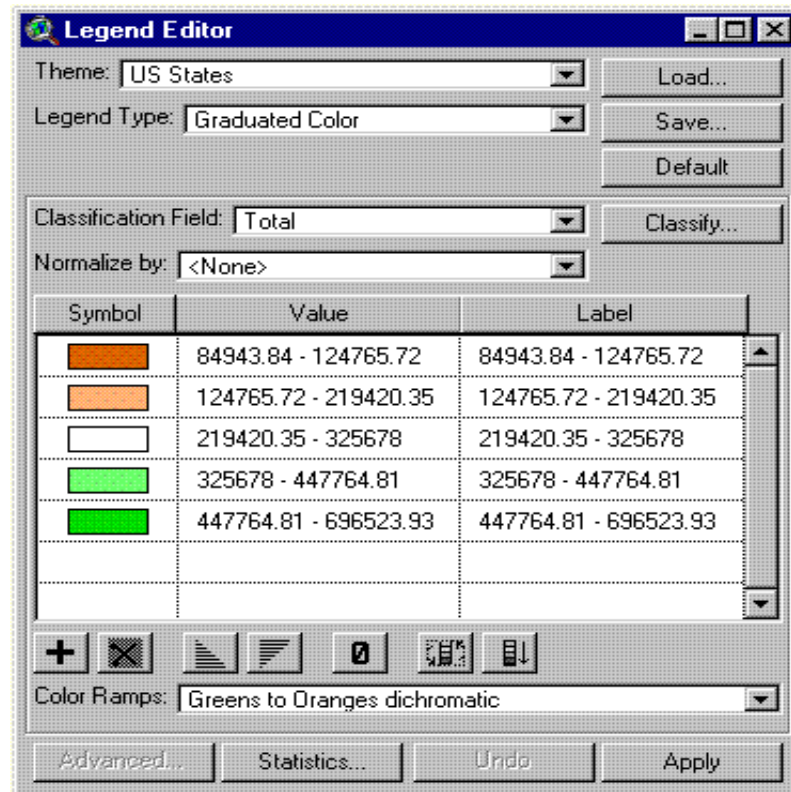 Legend Editor
Theme: US States
Load...
Legend Type: Graduated Color
Save...
Default
Classification Field: Total
Classify...
Normalize by: <None>
Symbol Value Label
84943.84 - 124765.72 84943.84 - 124765.72
124765.72 - 219420.35 124765.72 - 219420.35
219420.35 - 325678 219420.35 - 325678
325678 - 447764.81 325678 - 447764.81
447764.81 - 696523.93 447764.81 - 696523.93
0
Color Ramps: Greens to Oranges dichromatic
Advanced... Statistics... Undo Apply